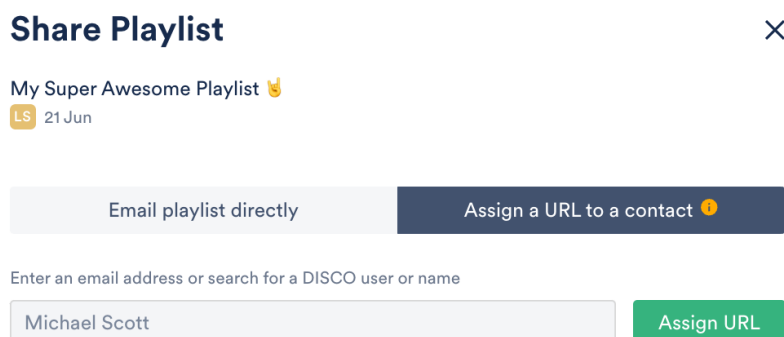 Share Playlist
My Super Awesome Playlist 🤘
LS 21 Jun
Email playlist directly Assign a URL to a contact
Enter an email address or search for a DISCO user or name
Michael Scott Assign URL